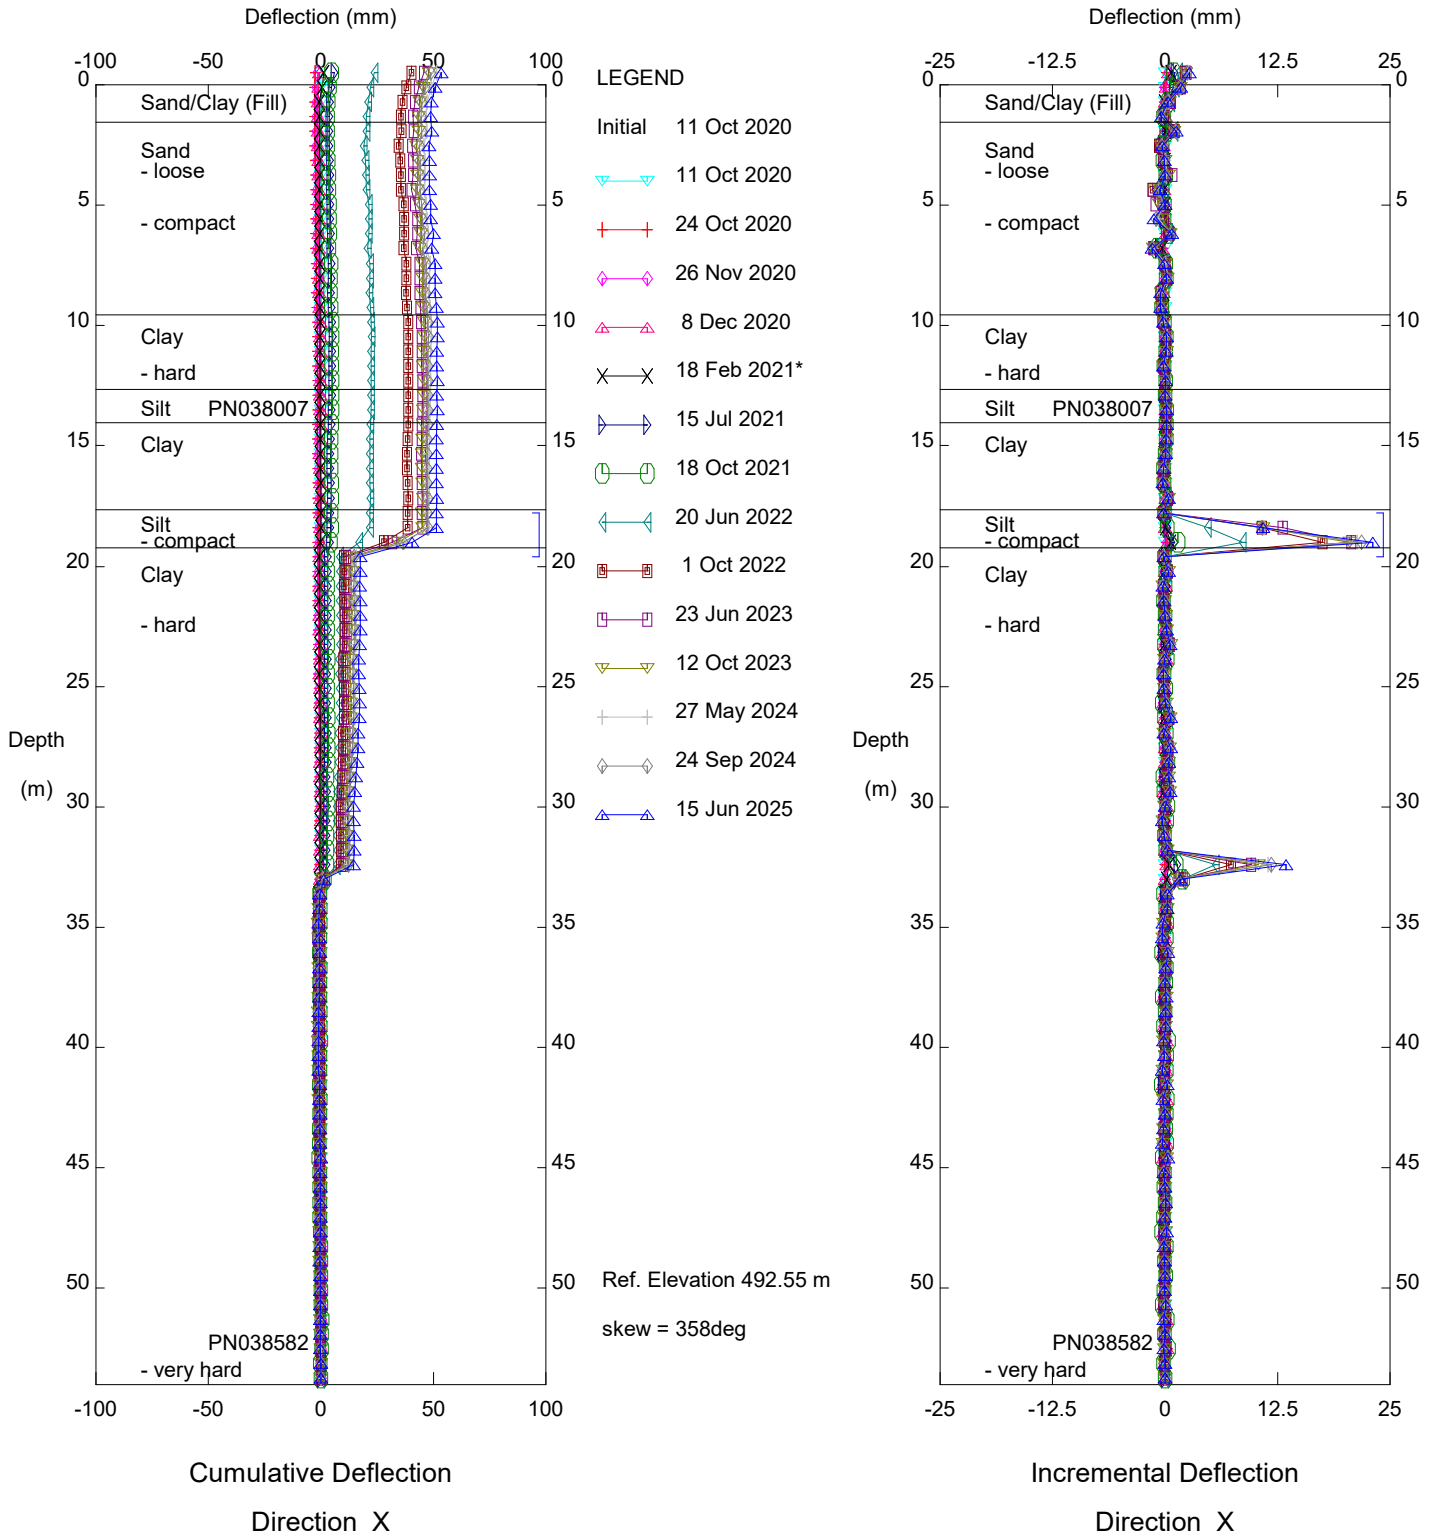 Deflection (mm)
-100 -50 0 50 100
0 0
Sand/Clay (Fill)
Sand
- loose
5 5
- compact
10 10
Clay
- hard
Silt PN038007
15 15
Clay
Silt
- compact
20 20
Clay
- hard
25 25
Depth
(m)
30 30
35 35
40 40
45 45
50 50
PN038582
- very hard
-100 -50 0 50 100
Cumulative Deflection
Direction X
LEGEND
Initial 11 Oct 2020
11 Oct 2020
24 Oct 2020
26 Nov 2020
8 Dec 2020
18 Feb 2021*
15 Jul 2021
18 Oct 2021
20 Jun 2022
1 Oct 2022
23 Jun 2023
12 Oct 2023
27 May 2024
24 Sep 2024
15 Jun 2025
Ref. Elevation 492.55 m
skew = 358deg
Deflection (mm)
-25 -12.5 0 12.5 25
0 0
Sand/Clay (Fill)
Sand
- loose
5 5
- compact
10 10
Clay
- hard
Silt PN038007
15 15
Clay
Silt
- compact
20 20
Clay
- hard
25 25
Depth
(m)
30 30
35 35
40 40
45 45
50 50
PN038582
- very hard
-25 -12.5 0 12.5 25
Incremental Deflection
Direction X